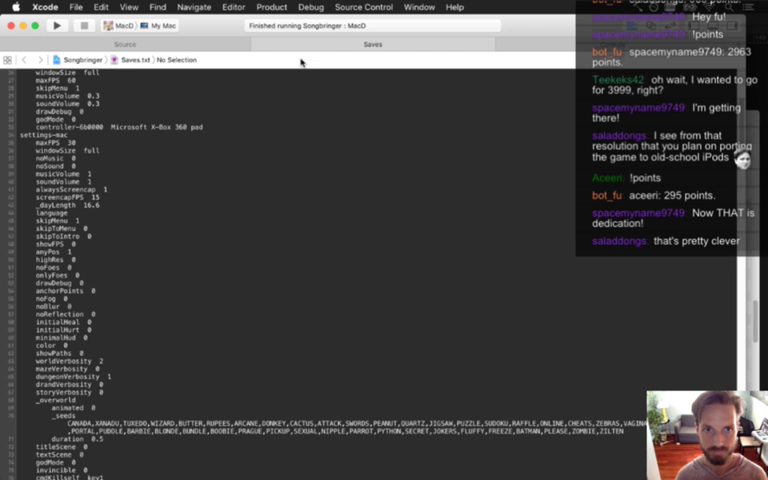 Xcode File Edit View Find Navigate Editor Product Debug Source Control Window Help
MacD My Mac
Finished running Songbringer : MacD
Source
Saves
Songbringer Saves.txt No Selection
windowSize full
maxFPS 60
skipMenu 1
musicVolume 0.3
soundVolume 0.3
drawDebug 0
godMode 0
controller-6b0000 Microsoft X-Box 360 pad
settings-mac
maxFPS 30
windowSize full
noMusic 0
noSound 0
musicVolume 1
soundVolume 1
alwaysScreencap 1
screencapFPS 15
_dayLength 16.6
language
skipMenu 1
skipToMenu 0
skipToIntro 0
showFPS 0
anyPos 1
highRes 0
noFoes 0
onlyFoes 0
drawDebug 0
anchorPoints 0
noFog 0
noBlur 0
noReflection 0
initialHeal 0
initialHurt 0
minimalHud 0
color 0
showPaths 0
worldVerbosity 2
mazeVerbosity 0
dungeonVerbosity 1
drandVerbosity 0
storyVerbosity 0
_overworld
animated 0
_seeds
CANADA,XANADU,TUXEDO,WIZARD,BUTTER,RUPEES,ARCANE,DONKEY,CACTUS,ATTACK,SWORDS,PEANUT,QUARTZ,JIGSAW,PUZZLE,SUDOKU,RAFFLE,ONLINE,CHEATS,ZEBRAS,VAGINA
,PORTAL,PUDDLE,BARBIE,BLONDE,BUNDLE,BOOBIE,PRAGUE,PICKUP,SEXUAL,NIPPLE,PARROT,PYTHON,SECRET,JOKERS,FLUFFY,FREEZE,BATMAN,PLEASE,ZOMBIE,ZILTEN
duration 0.5
titleScene 0
textScene 0
godMode 0
invincible 0
cmdKillself key1
Hey fu!
!points
bot_fu spacemyname9749: 2963
points.
Teekeks42 oh wait, I wanted to go
for 3999, right?
spacemyname9749 I'm getting
there!
saladdongs I see from that
resolution that you plan on porting
the game to old-school iPods
Aceeri !points
bot_fu aceeri: 295 points.
spacemyname9749 Now THAT is
dedication!
saladdongs that's pretty clever